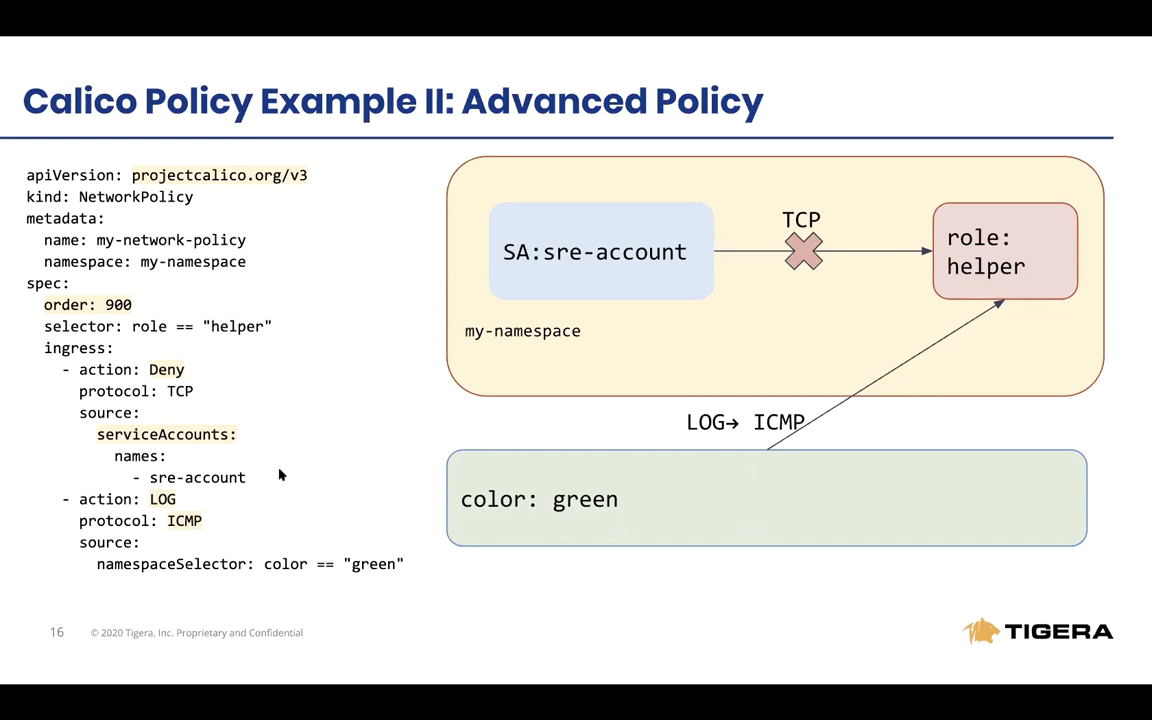 Calico Policy Example II: Advanced Policy
apiVersion: projectcalico.org/v3
kind: NetworkPolicy
metadata:
  name: my-network-policy
  namespace: my-namespace
spec:
  order: 900
  selector: role == "helper"
  ingress:
    - action: Deny
      protocol: TCP
      source:
        serviceAccounts:
          names:
            - sre-account
    - action: LOG
      protocol: ICMP
      source:
        namespaceSelector: color == "green"
TCP
SA:sre-account
role:
helper
my-namespace
LOG→ ICMP
color: green
16
© 2020 Tigera, Inc. Proprietary and Confidential
TIGERA